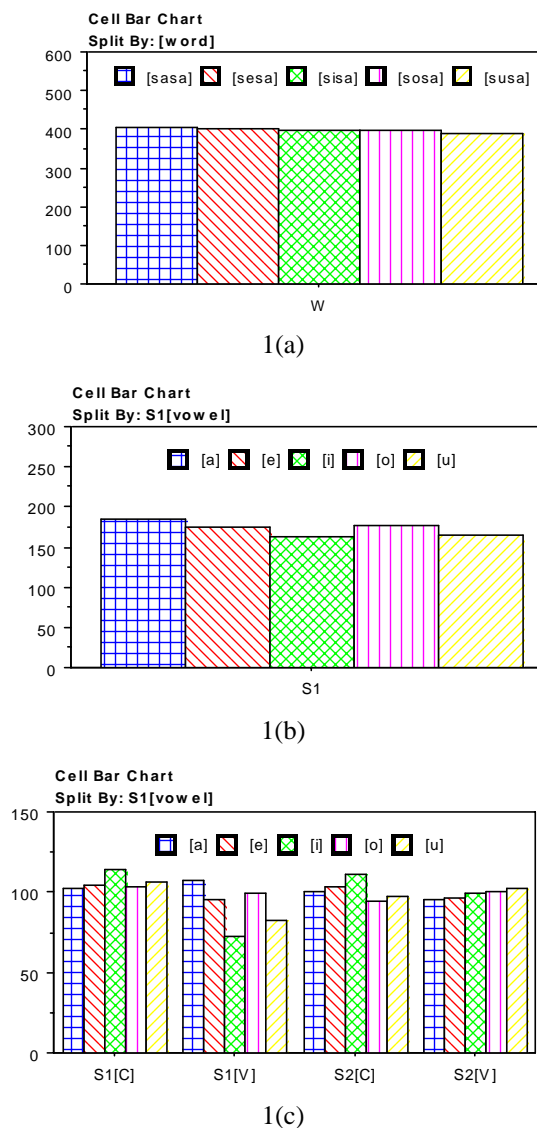 Cell Bar Chart
Split By: [word]
600
[sasa] [sesa] [sisa] [sosa] [susa]
500
400
300
200
100
0
W
1(a)
Cell Bar Chart
Split By: S1[vowel]
300
[a] [e] [i] [o] [u]
250
200
150
100
50
0
S1
1(b)
Cell Bar Chart
Split By: S1[vowel]
150
[a] [e] [i] [o] [u]
100
50
0
S1[C] S1[V] S2[C] S2[V]
1(c)